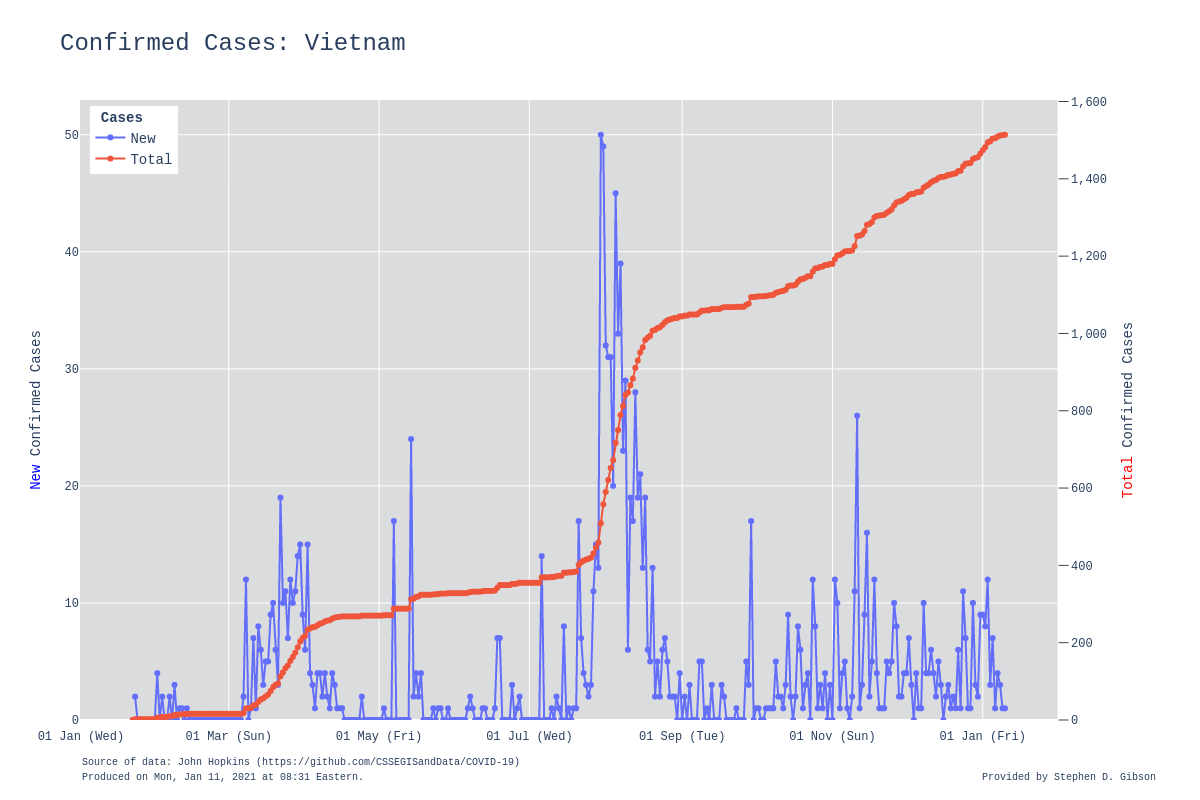 Confirmed Cases: Vietnam
Cases
New
Total
50
40
30
20
10
0
1,600
1,400
1,200
1,000
800
600
400
200
0
New Confirmed Cases
Total Confirmed Cases
01 Jan (Wed) 01 Mar (Sun) 01 May (Fri) 01 Jul (Wed) 01 Sep (Tue) 01 Nov (Sun) 01 Jan (Fri)
Source of data: John Hopkins (https://github.com/CSSEGISandData/COVID-19)
Produced on Mon, Jan 11, 2021 at 08:31 Eastern.
Provided by Stephen D. Gibson